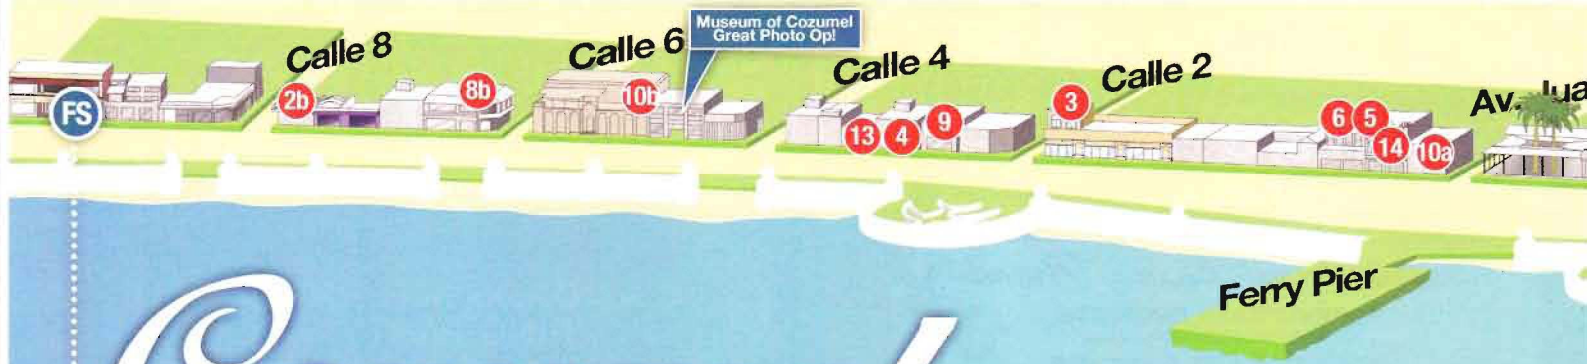 Museum of Cozumel
Great Photo Op!
Calle 8
Calle 6
Calle 4
Calle 2
Av.
FS
2b
8b
10b
13
4
9
3
6
5
14
10a
Ferry Pier